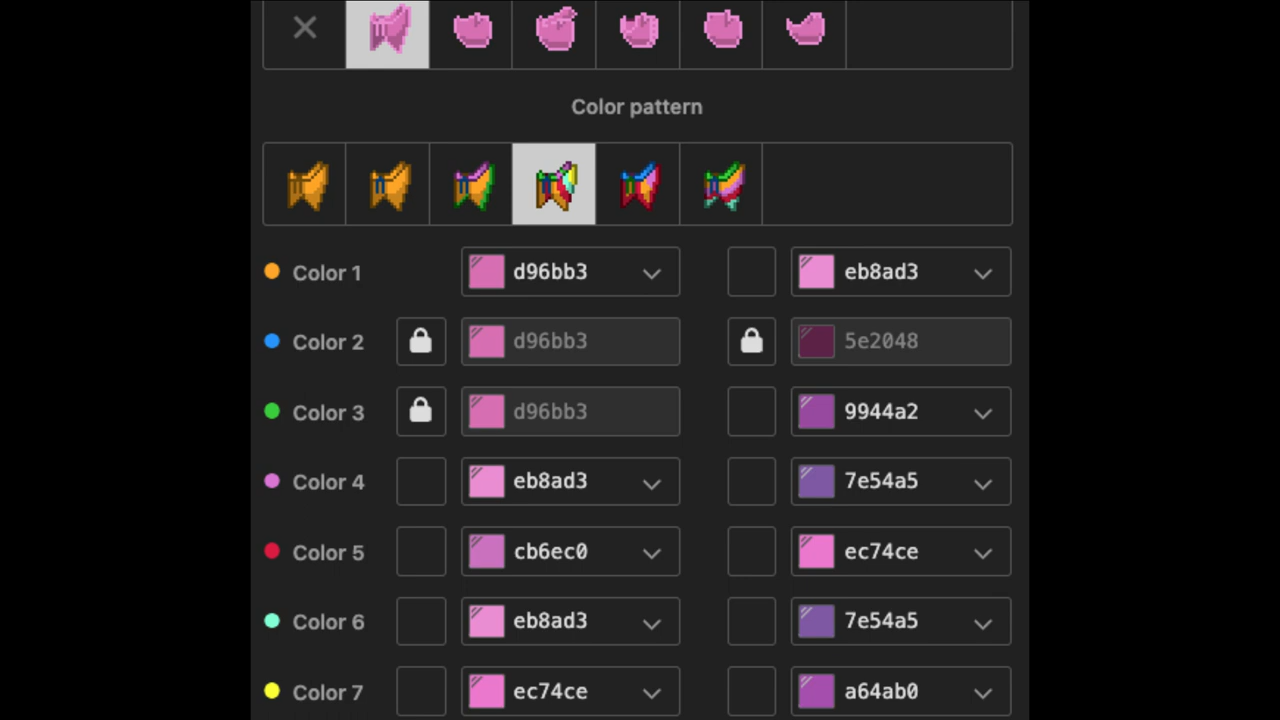 Color pattern
Color 1 d96bb3 eb8ad3
Color 2 d96bb3 5e2048
Color 3 d96bb3 9944a2
Color 4 eb8ad3 7e54a5
Color 5 cb6ec0 ec74ce
Color 6 eb8ad3 7e54a5
Color 7 ec74ce a64ab0